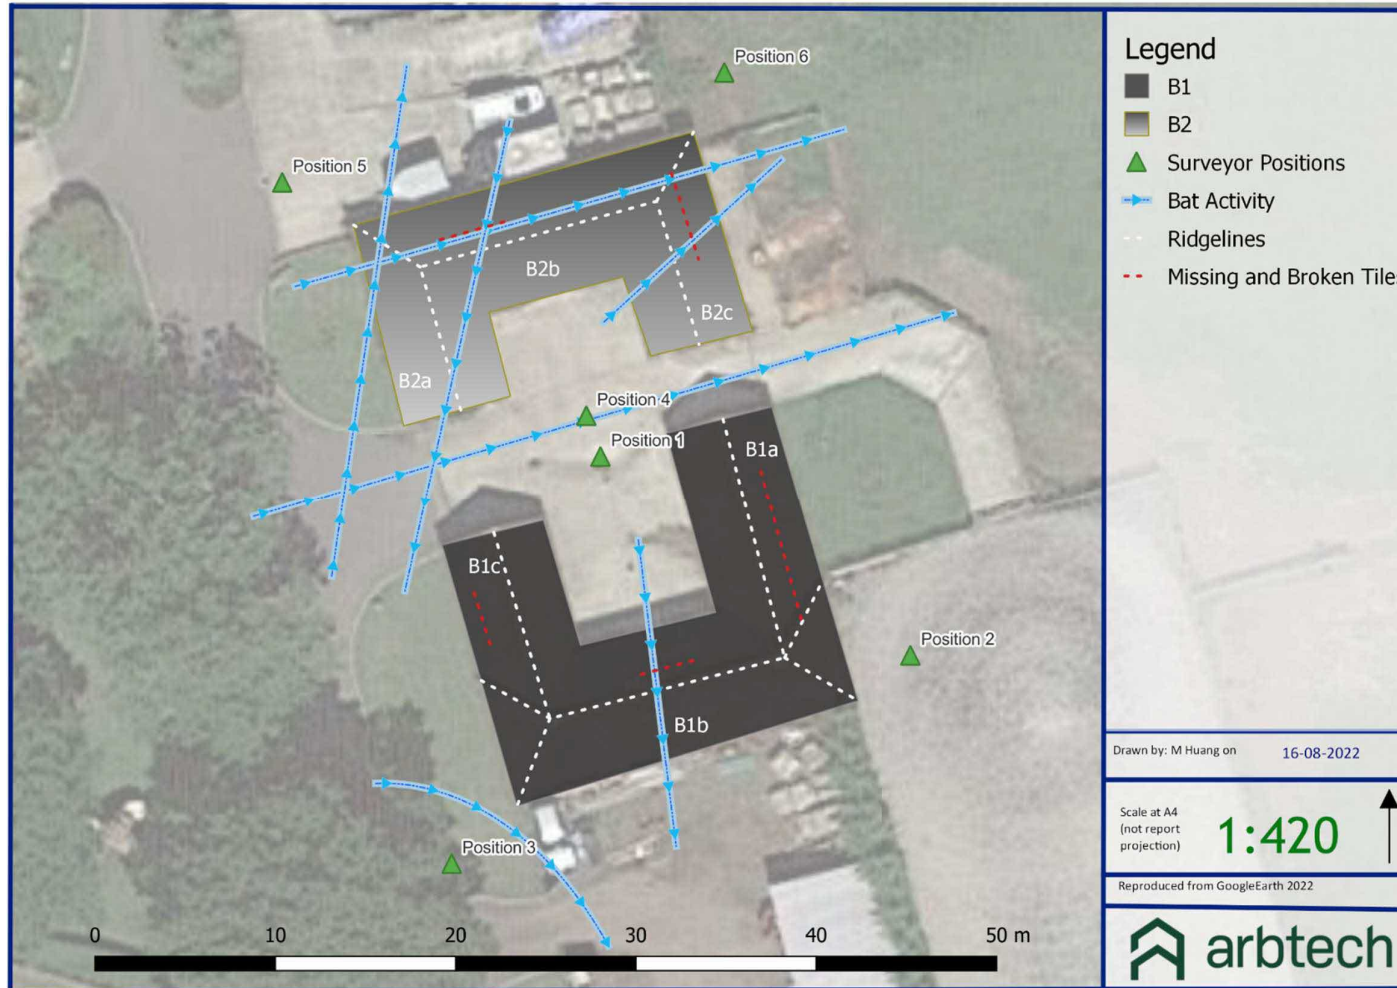 Position 6
Position 5
B2b
B2c
B2a
Position 4
Position 1
B1a
B1c
Position 2
B1b
Position 3
0 10 20 30 40 50 m
Legend
B1
B2
Surveyor Positions
Bat Activity
Ridgelines
Missing and Broken Tile
Drawn by: M Huang on 16-08-2022
Scale at A4
(not report
projection)
1:420
Reproduced from GoogleEarth 2022
arbtech